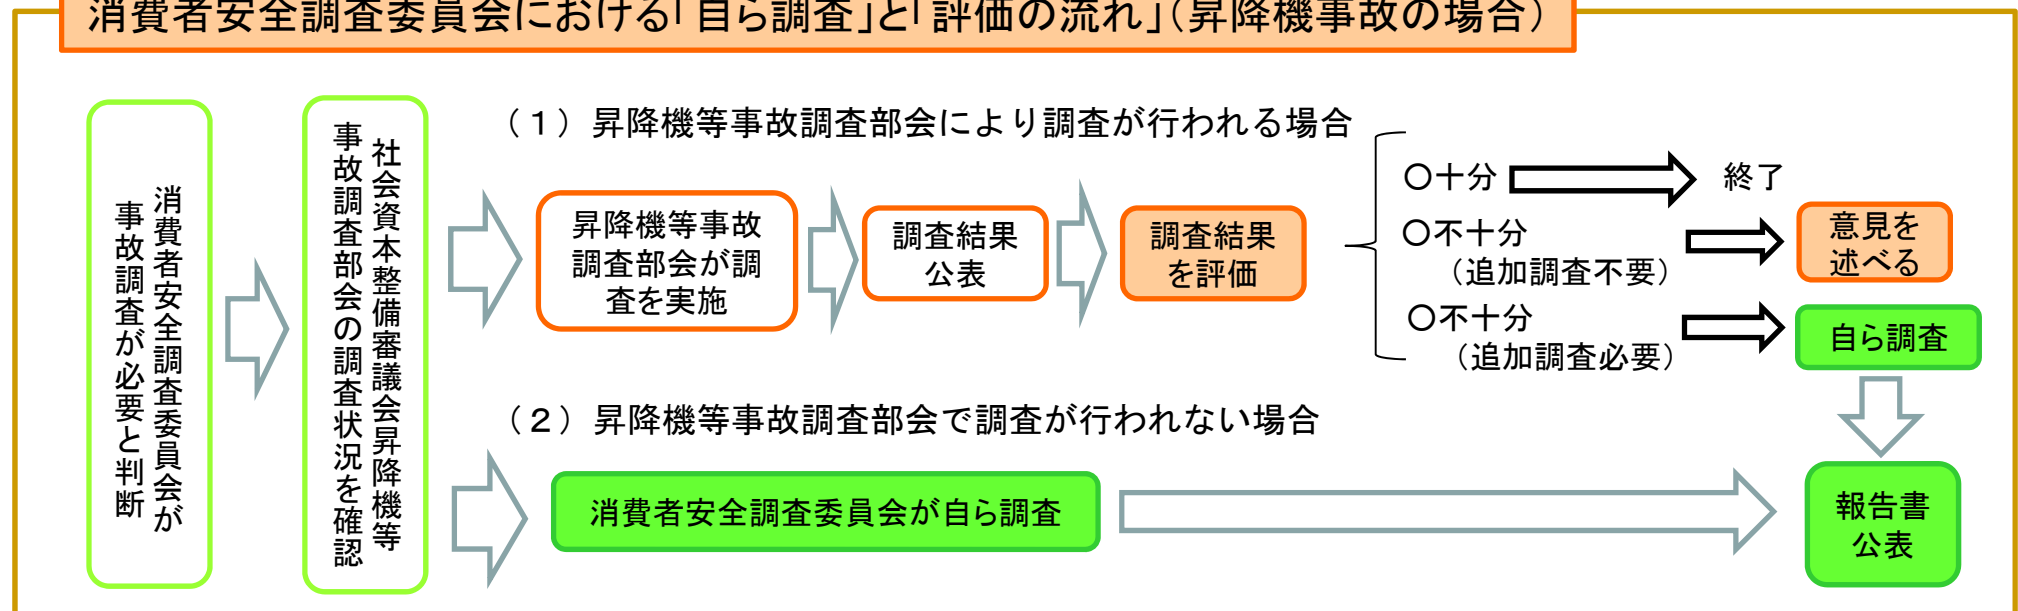 消費者安全調査委員会における「自ら調査」と「評価の流れ」（昇降機事故の場合）
消費者安全調査委員会が
事故調査が必要と判断
社会資本整備審議会昇降機等
事故調査部会の調査状況を確認
（１）昇降機等事故調査部会により調査が行われる場合
昇降機等事故
調査部会が調
査を実施
調査結果
公表
調査結果
を評価
○十分
終了
○不十分
（追加調査不要）
意見を
述べる
○不十分
（追加調査必要）
自ら調査
（２）昇降機等事故調査部会で調査が行われない場合
消費者安全調査委員会が自ら調査
報告書
公表